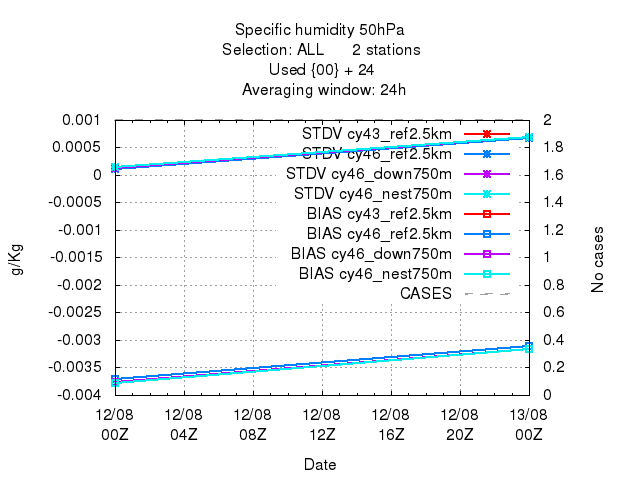 Specific humidity 50hPa
Selection: ALL 2 stations
Used {00} + 24
Averaging window: 24h
0.001
0.0005
0
-0.0005
-0.001
-0.0015
-0.002
-0.0025
-0.003
-0.0035
-0.004
g/Kg
STDV cy43_ref2.5km
STDV cy46_ref2.5km
STDV cy46_down750m
STDV cy46_nest750m
BIAS cy43_ref2.5km
BIAS cy46_ref2.5km
BIAS cy46_down750m
BIAS cy46_nest750m
CASES
2
1.8
1.6
1.4
1.2
1
0.8
0.6
0.4
0.2
0
No cases
12/08 12/08 12/08 12/08 12/08 12/08 13/08
00Z 04Z 08Z 12Z 16Z 20Z 00Z
Date